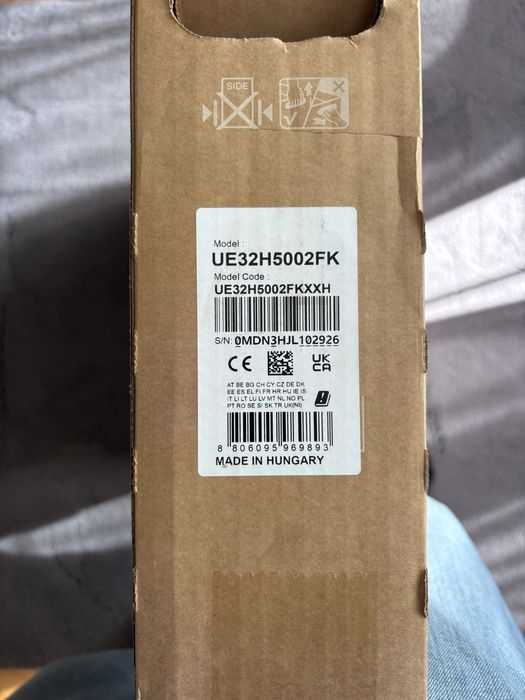 SIDE
Model :
UE32H5002FK
Model Code :
UE32H5002FKXXH
S/N: 0MDN3HJL102926
CE
UK
CA
AT BE BG CH CY CZ DE DK
EE ES EL FI FR HR HU IE IS
IT LI LT LU LV MT NL NO PL
PT RO SE SI SK TR UK(NI)
8 806095 969893
MADE IN HUNGARY